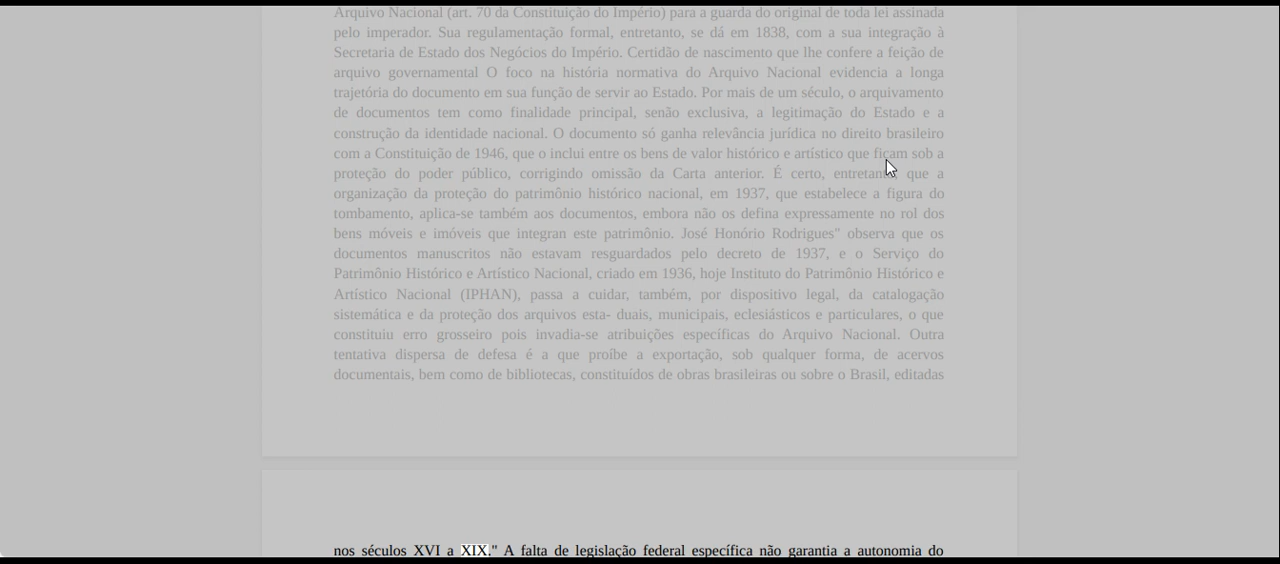 Arquivo Nacional (art. 70 da Constituição do Império) para a guarda do original de toda lei assinada
pelo imperador. Sua regulamentação formal, entretanto, se dá em 1838, com a sua integração à
Secretaria de Estado dos Negócios do Império. Certidão de nascimento que lhe confere a feição de
arquivo governamental O foco na história normativa do Arquivo Nacional evidencia a longa
trajetória do documento em sua função de servir ao Estado. Por mais de um século, o arquivamento
de documentos tem como finalidade principal, senão exclusiva, a legitimação do Estado e a
construção da identidade nacional. O documento só ganha relevância jurídica no direito brasileiro
com a Constituição de 1946, que o inclui entre os bens de valor histórico e artístico que ficam sob a
proteção do poder público, corrigindo omissão da Carta anterior. É certo, entretanto, que a
organização da proteção do patrimônio histórico nacional, em 1937, que estabelece a figura do
tombamento, aplica-se também aos documentos, embora não os defina expressamente no rol dos
bens móveis e imóveis que integran este patrimônio. José Honório Rodrigues" observa que os
documentos manuscritos não estavam resguardados pelo decreto de 1937, e o Serviço do
Patrimônio Histórico e Artístico Nacional, criado em 1936, hoje Instituto do Patrimônio Histórico e
Artístico Nacional (IPHAN), passa a cuidar, também, por dispositivo legal, da catalogação
sistemática e da proteção dos arquivos esta- duais, municipais, eclesiásticos e particulares, o que
constituiu erro grosseiro pois invadia-se atribuições específicas do Arquivo Nacional. Outra
tentativa dispersa de defesa é a que proíbe a exportação, sob qualquer forma, de acervos
documentais, bem como de bibliotecas, constituídos de obras brasileiras ou sobre o Brasil, editadas
nos séculos XVI a XIX." A falta de legislação federal específica não garantia a autonomia do